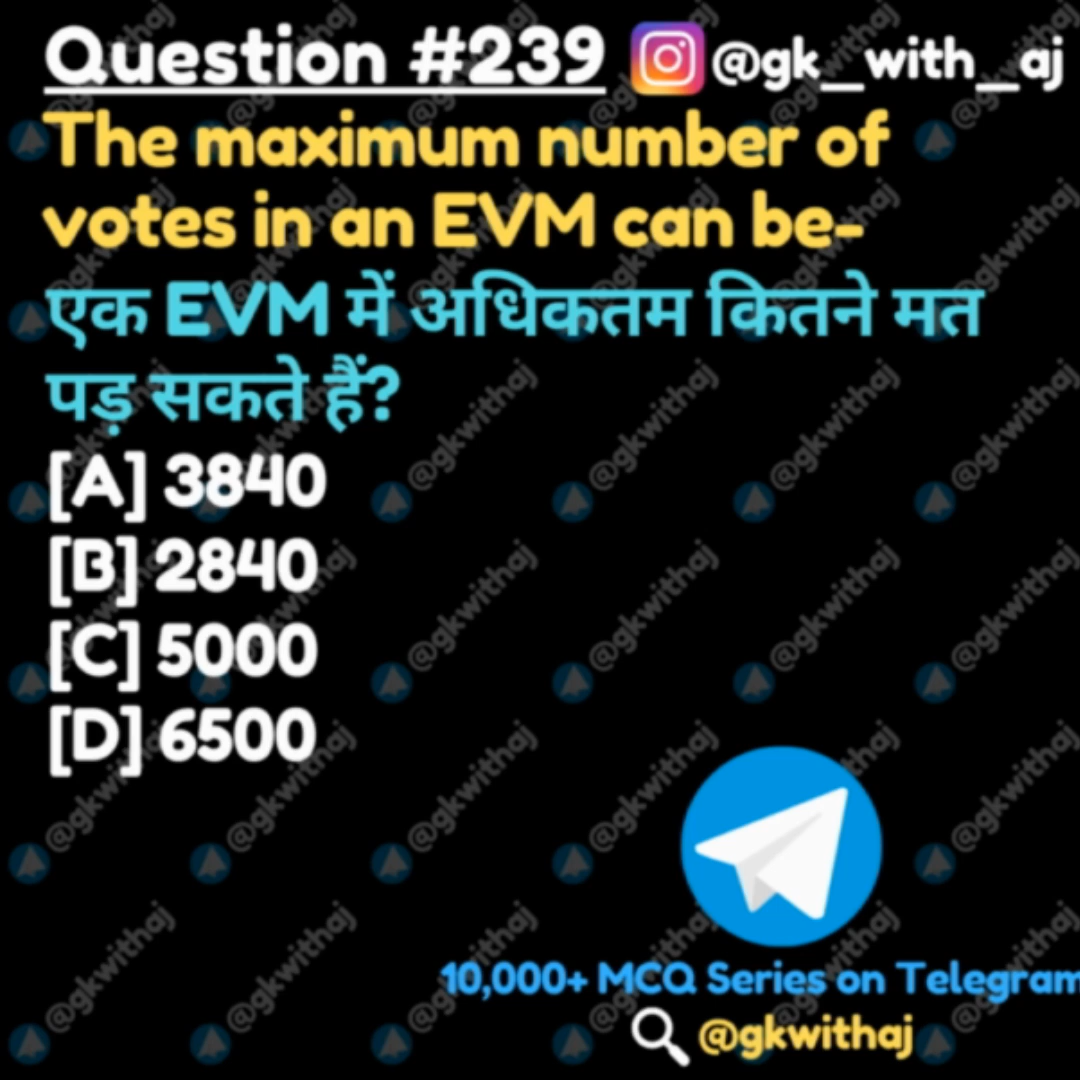 Question #239 @gk_with_aj
The maximum number of
votes in an EVM can be-
एक EVM में अधिकतम कितने मत
पड़ सकते हैं?
[A] 3840
[B] 2840
[C] 5000
[D] 6500
10,000+ MCQ Series on Telegram
@gkwithaj